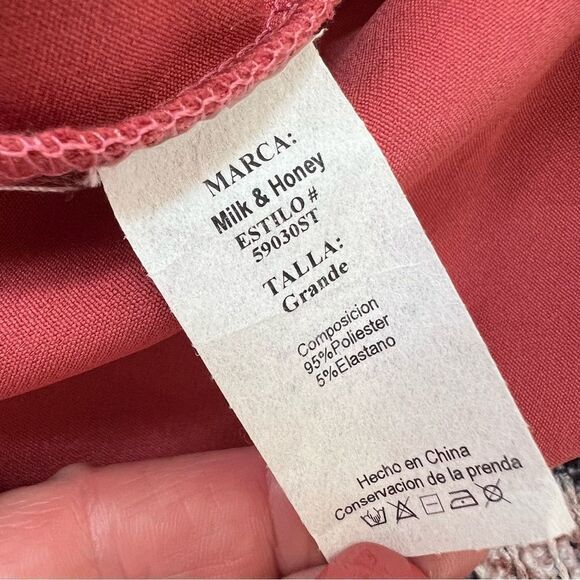 MARCA:
Milk & Honey
ESTILO #
59030ST
TALLA:
Grande
Composicion
95%Poliester
5%Elastano
Hecho en China
Conservacion de la prenda